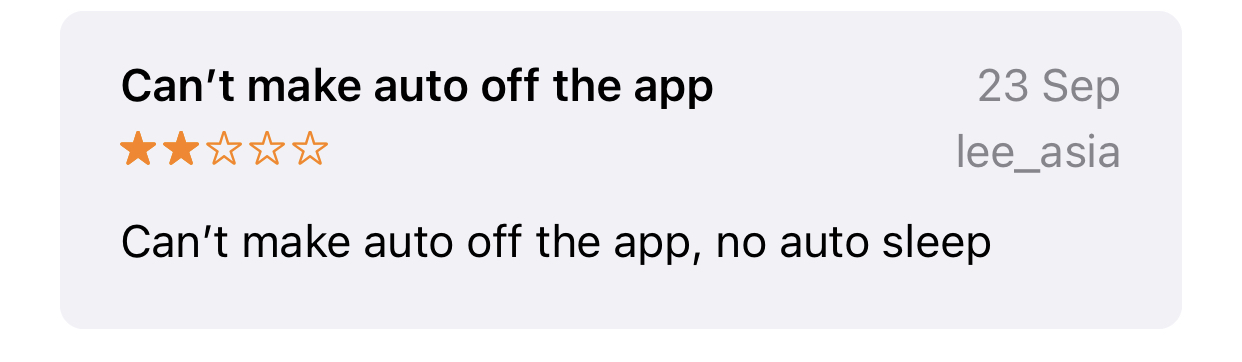 Can’t make auto off the app
23 Sep
lee_asia
Can’t make auto off the app, no auto sleep